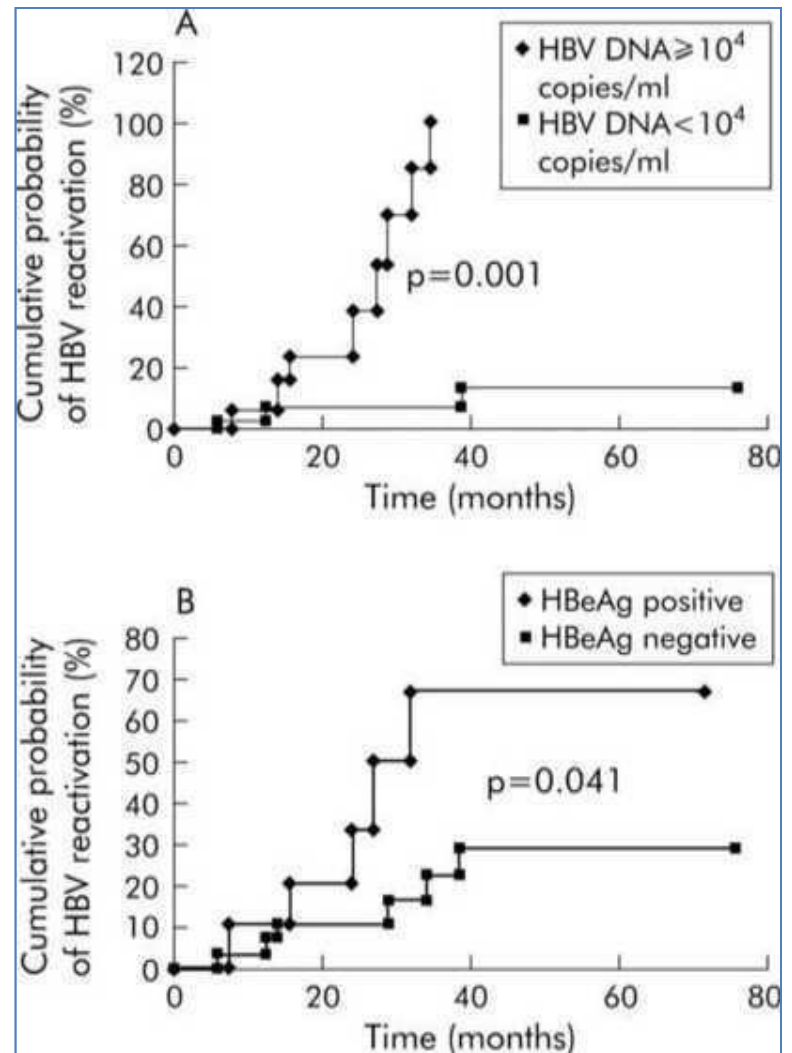 A
◆ HBV DNA⩾10⁴
copies/ml
■ HBV DNA<10⁴
copies/ml
Cumulative probability
of HBV reactivation (%)
120
100
80
60
40
20
0
p=0.001
0 20 40 60 80
Time (months)
B
◆ HBeAg positive
■ HBeAg negative
Cumulative probability
of HBV reactivation (%)
80
70
60
50
40
30
20
10
0
p=0.041
0 20 40 60 80
Time (months)